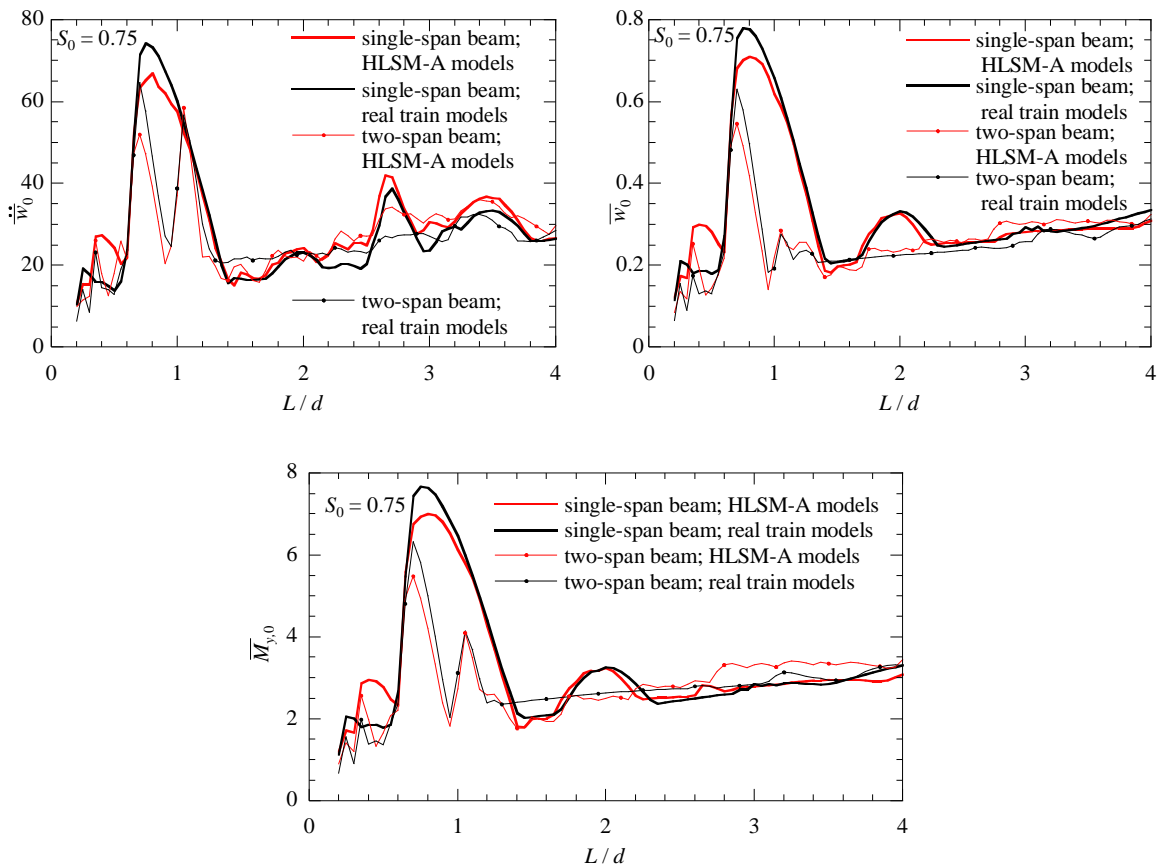 80
60
40
20
0
S0 = 0.75
single-span beam;
HLSM-A models
single-span beam;
real train models
two-span beam;
HLSM-A models
two-span beam;
real train models
ẅ̅0
0 1 2 3 4
L / d
0.8
0.6
0.4
0.2
0
S0 = 0.75
single-span beam;
HLSM-A models
single-span beam;
real train models
two-span beam;
HLSM-A models
two-span beam;
real train models
w̅0
0 1 2 3 4
L / d
8
6
4
2
0
S0 = 0.75
single-span beam; HLSM-A models
single-span beam; real train models
two-span beam; HLSM-A models
two-span beam; real train models
M̅y,0
0 1 2 3 4
L / d